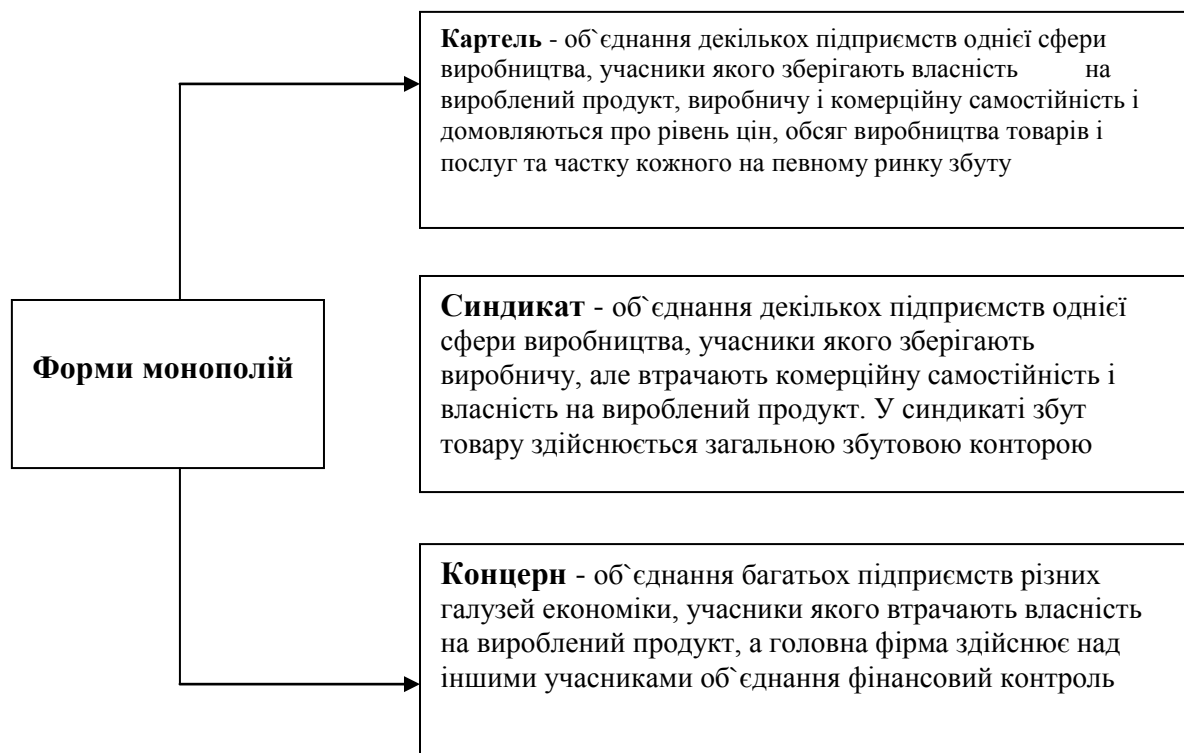 Картель - об`єднання декількох підприємств однієї сфери
виробництва, учасники якого зберігають власність на
вироблений продукт, виробничу і комерційну самостійність і
домовляються про рівень цін, обсяг виробництва товарів і
послуг та частку кожного на певному ринку збуту
Форми монополій
Синдикат - об`єднання декількох підприємств однієї
сфери виробництва, учасники якого зберігають
виробничу, але втрачають комерційну самостійність і
власність на вироблений продукт. У синдикаті збут
товару здійснюється загальною збутовою конторою
Концерн - об`єднання багатьох підприємств різних
галузей економіки, учасники якого втрачають власність
на вироблений продукт, а головна фірма здійснює над
іншими учасниками об`єднання фінансовий контроль